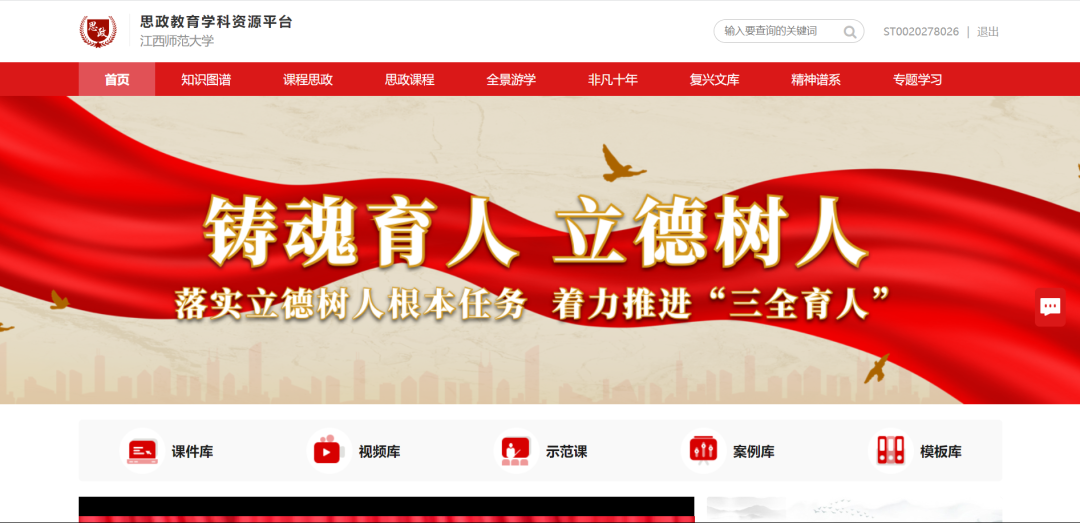 思政
思政教育学科资源平台
江西师范大学
输入要查询的关键词
ST0020278026 | 退出
首页 知识图谱 课程思政 思政课程 全景游学 非凡十年 复兴文库 精神谱系 专题学习
铸魂育人 立德树人
落实立德树人根本任务 着力推进“三全育人”
课件库 视频库 示范课 案例库 模板库